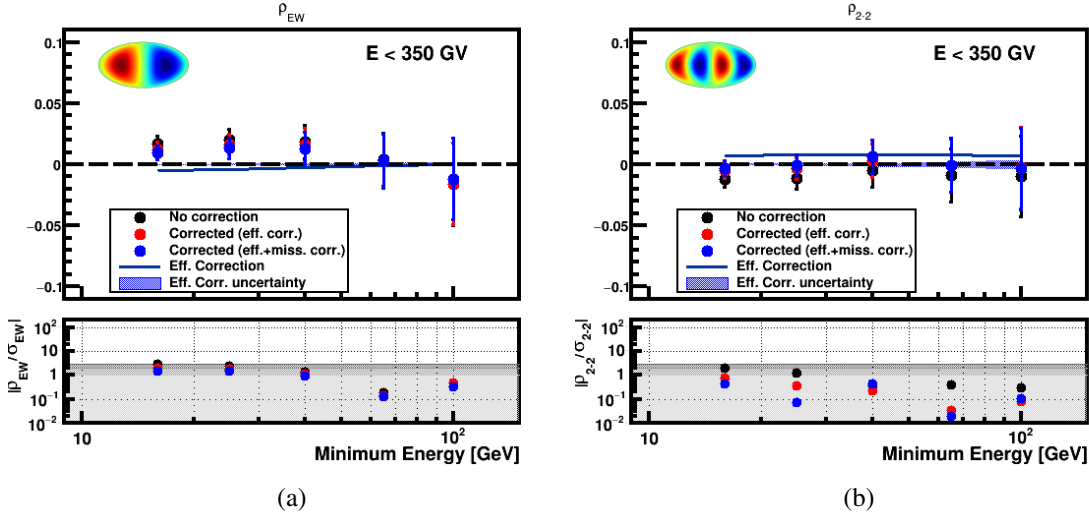 ρEW
E < 350 GV
0.1
0.05
0
−0.05
−0.1
No correction
Corrected (eff. corr.)
Corrected (eff.+miss. corr.)
Eff. Correction
Eff. Corr. uncertainty
|ρEW/σEW|
10²
10
1
10⁻¹
10⁻²
10
10²
Minimum Energy [GeV]
(a)
ρ2-2
E < 350 GV
0.1
0.05
0
−0.05
−0.1
No correction
Corrected (eff. corr.)
Corrected (eff.+miss. corr.)
Eff. Correction
Eff. Corr. uncertainty
|ρ2-2/σ2-2|
10²
10
1
10⁻¹
10⁻²
10
10²
Minimum Energy [GeV]
(b)